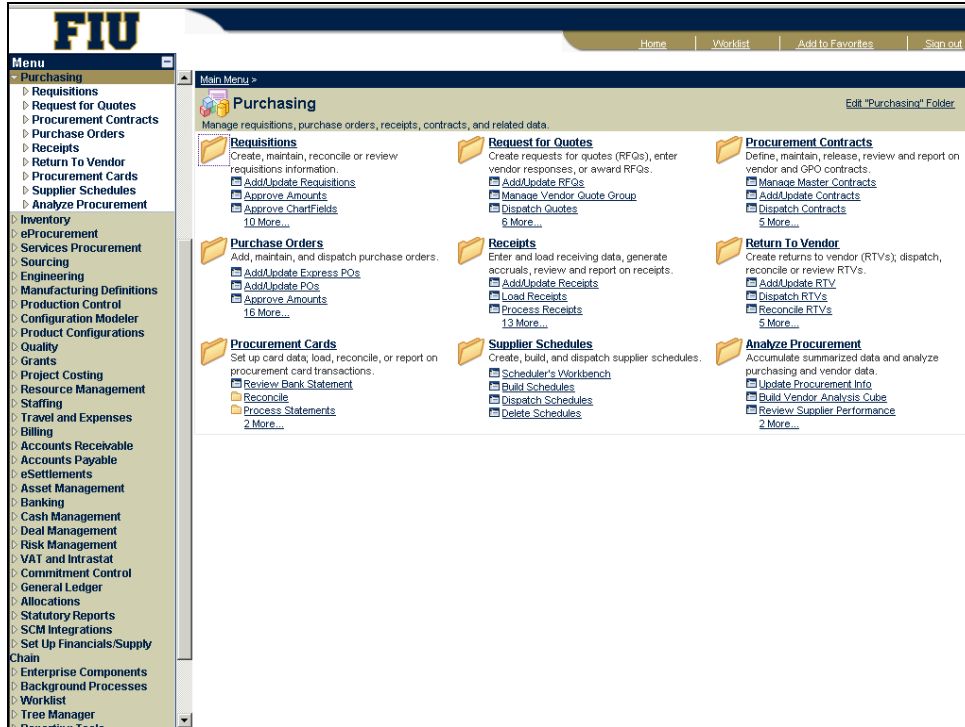 FIU
Home Worklist Add to Favorites Sign out
Menu
Purchasing
Requisitions
Request for Quotes
Procurement Contracts
Purchase Orders
Receipts
Return To Vendor
Procurement Cards
Supplier Schedules
Analyze Procurement
Inventory
eProcurement
Services Procurement
Sourcing
Engineering
Manufacturing Definitions
Production Control
Configuration Modeler
Product Configurations
Quality
Grants
Project Costing
Resource Management
Staffing
Travel and Expenses
Billing
Accounts Receivable
Accounts Payable
eSettlements
Asset Management
Banking
Cash Management
Deal Management
Risk Management
VAT and Intrastat
Commitment Control
General Ledger
Allocations
Statutory Reports
SCM Integrations
Set Up Financials/Supply
Chain
Enterprise Components
Background Processes
Worklist
Tree Manager
Reporting Tools
Main Menu >
Purchasing
Edit "Purchasing" Folder
Manage requisitions, purchase orders, receipts, contracts, and related data.
Requisitions
Create, maintain, reconcile or review
requisitions information.
Add/Update Requisitions
Approve Amounts
Approve ChartFields
10 More...
Request for Quotes
Create requests for quotes (RFQs), enter
vendor responses, or award RFQs.
Add/Update RFQs
Manage Vendor Quote Group
Dispatch Quotes
6 More...
Procurement Contracts
Define, maintain, release, review and report on
vendor and GPO contracts.
Manage Master Contracts
Add/Update Contracts
Dispatch Contracts
5 More...
Purchase Orders
Add, maintain, and dispatch purchase orders.
Add/Update Express POs
Add/Update POs
Approve Amounts
16 More...
Receipts
Enter and load receiving data, generate
accruals, review and report on receipts.
Add/Update Receipts
Load Receipts
Process Receipts
13 More...
Return To Vendor
Create returns to vendor (RTVs); dispatch,
reconcile or review RTVs.
Add/Update RTV
Dispatch RTVs
Reconcile RTVs
5 More...
Procurement Cards
Set up card data; load, reconcile, or report on
procurement card transactions.
Review Bank Statement
Reconcile
Process Statements
2 More...
Supplier Schedules
Create, build, and dispatch supplier schedules.
Scheduler's Workbench
Build Schedules
Dispatch Schedules
Delete Schedules
Analyze Procurement
Accumulate summarized data and analyze
purchasing and vendor data.
Update Procurement Info
Build Vendor Analysis Cube
Review Supplier Performance
2 More...